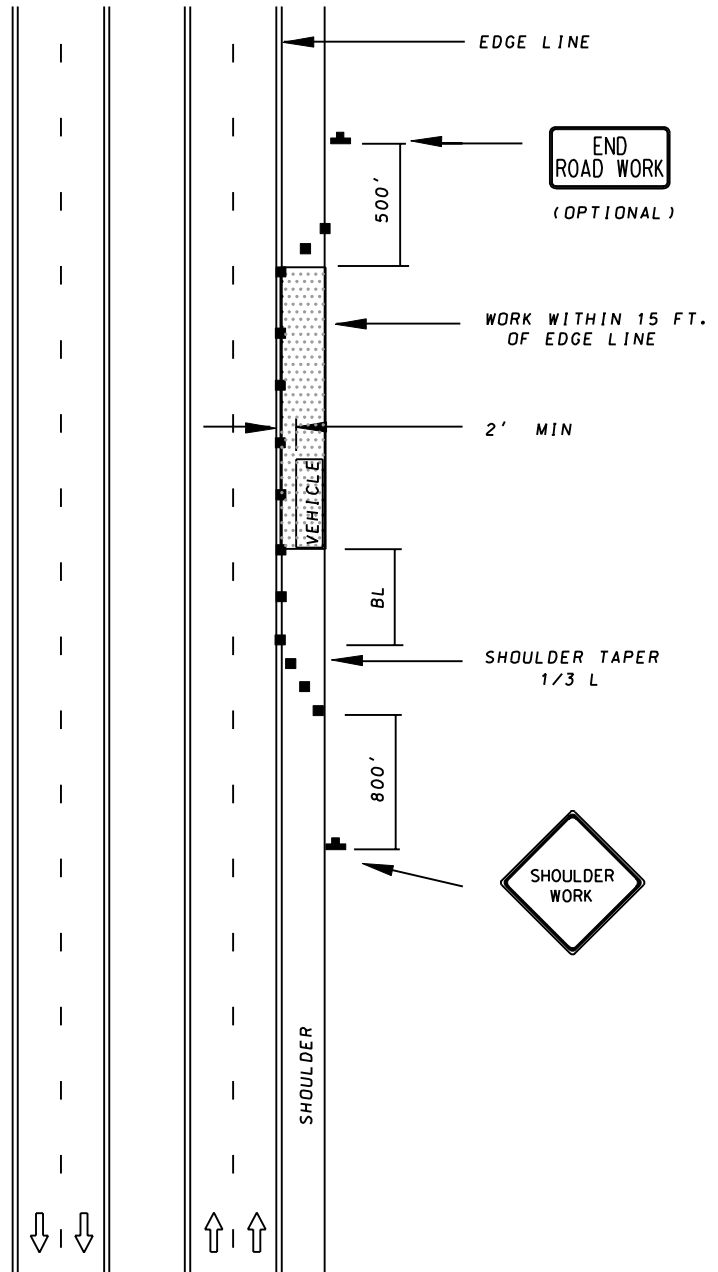 EDGE LINE
END
ROAD WORK
(OPTIONAL)
500'
WORK WITHIN 15 FT.
OF EDGE LINE
2' MIN
VEHICLE
BL
SHOULDER TAPER
1/3 L
800'
SHOULDER
WORK
SHOULDER